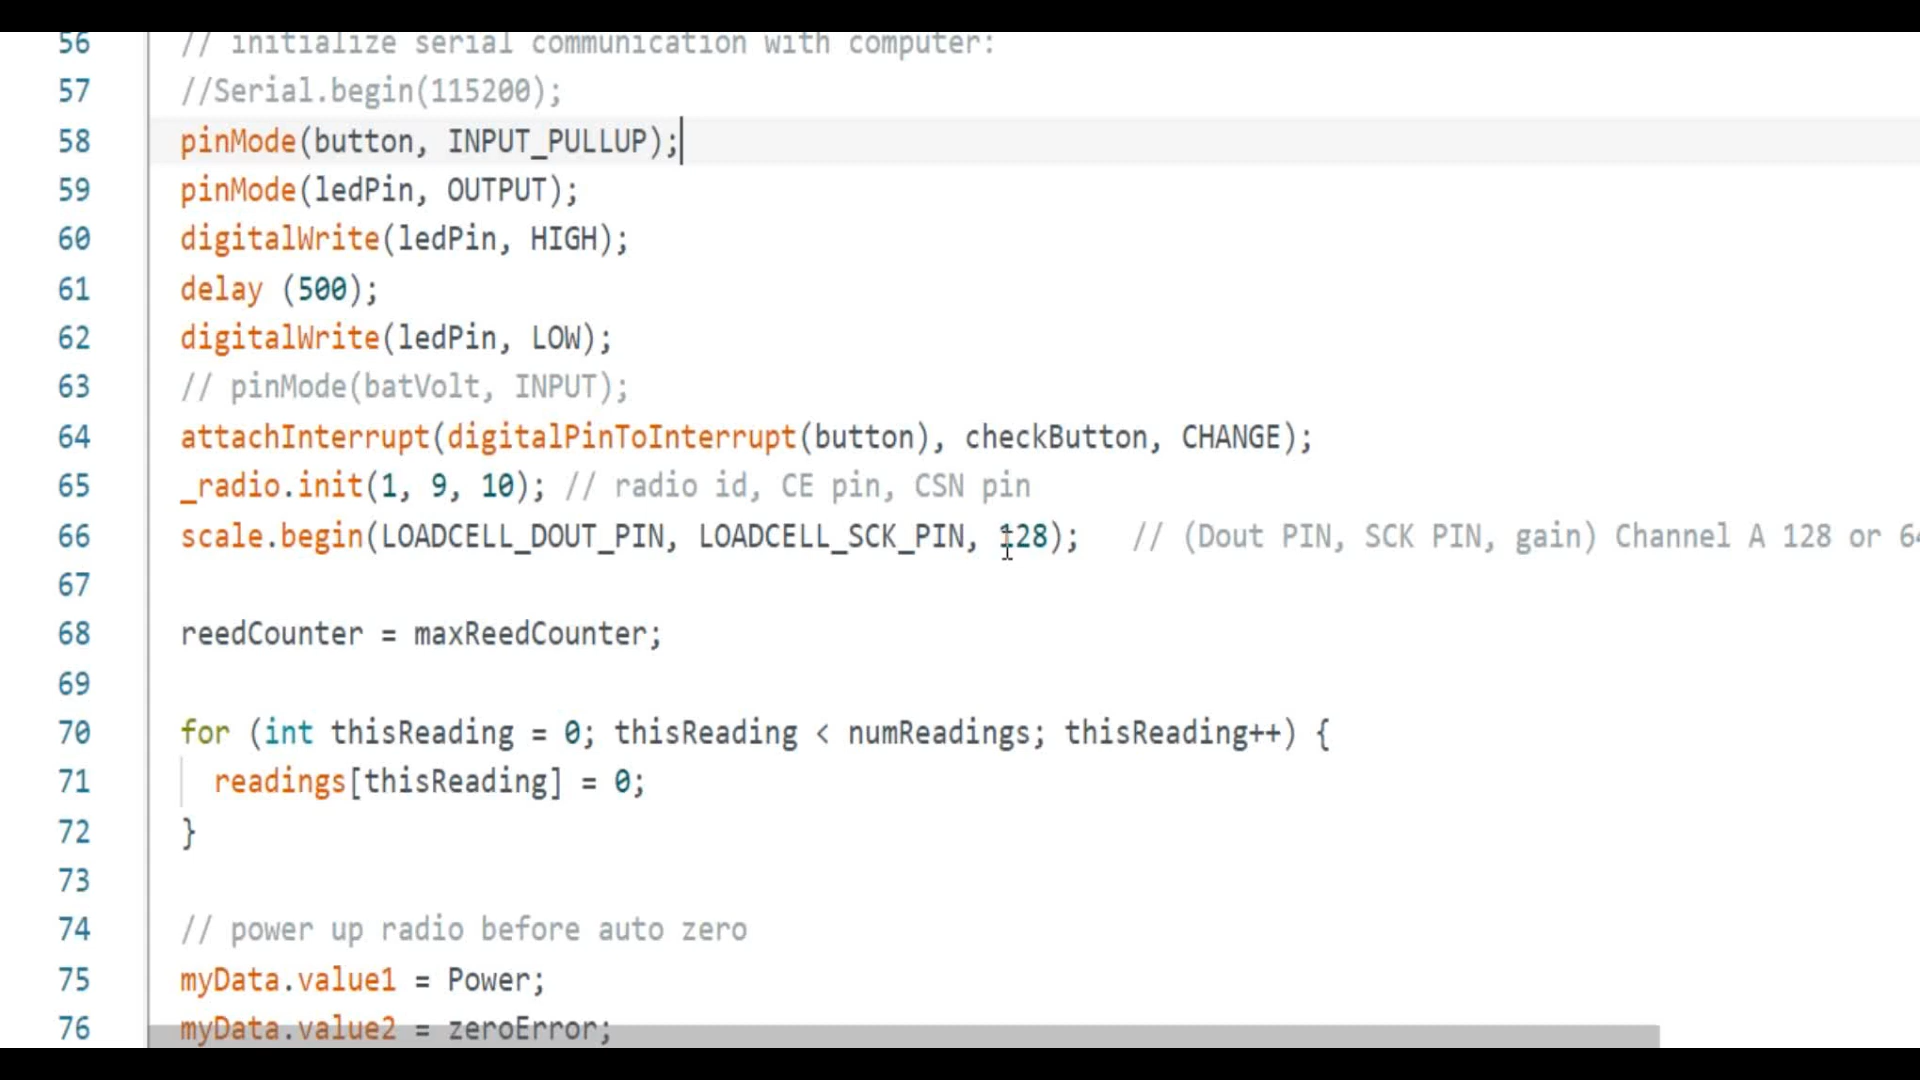 56 // initialize serial communication with computer:
57 //Serial.begin(115200);
58 pinMode(button, INPUT_PULLUP);
59 pinMode(ledPin, OUTPUT);
60 digitalWrite(ledPin, HIGH);
61 delay (500);
62 digitalWrite(ledPin, LOW);
63 // pinMode(batVolt, INPUT);
64 attachInterrupt(digitalPinToInterrupt(button), checkButton, CHANGE);
65 _radio.init(1, 9, 10); // radio id, CE pin, CSN pin
66 scale.begin(LOADCELL_DOUT_PIN, LOADCELL_SCK_PIN, 128); // (Dout PIN, SCK PIN, gain) Channel A 128 or 64
67
68 reedCounter = maxReedCounter;
69
70 for (int thisReading = 0; thisReading < numReadings; thisReading++) {
71 readings[thisReading] = 0;
72 }
73
74 // power up radio before auto zero
75 myData.value1 = Power;
76 myData.value2 = zeroError;